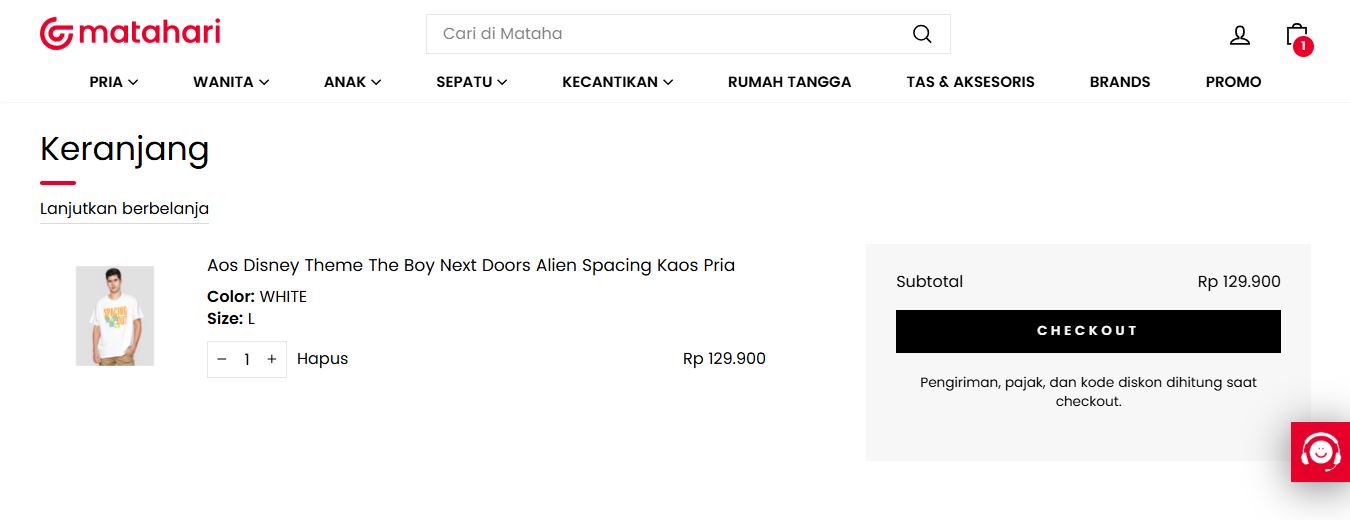 matahari
Cari di Mataha
1
PRIA
WANITA
ANAK
SEPATU
KECANTIKAN
RUMAH TANGGA
TAS & AKSESORIS
BRANDS
PROMO
Keranjang
Lanjutkan berbelanja
Aos Disney Theme The Boy Next Doors Alien Spacing Kaos Pria
Color: WHITE
Size: L
SPACING
OUT
− 1 + Hapus Rp 129.900
Subtotal Rp 129.900
CHECKOUT
Pengiriman, pajak, dan kode diskon dihitung saat
checkout.